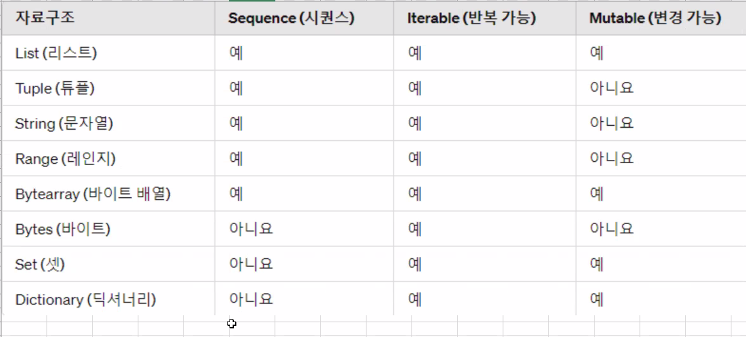 자료구조 Sequence (시퀀스) Iterable (반복 가능) Mutable (변경 가능)
List (리스트) 예 예 예
Tuple (튜플) 예 예 아니요
String (문자열) 예 예 아니요
Range (레인지) 예 예 아니요
Bytearray (바이트 배열) 예 예 예
Bytes (바이트) 아니요 예 아니요
Set (셋) 아니요 예 예
Dictionary (딕셔너리) 아니요 예 예